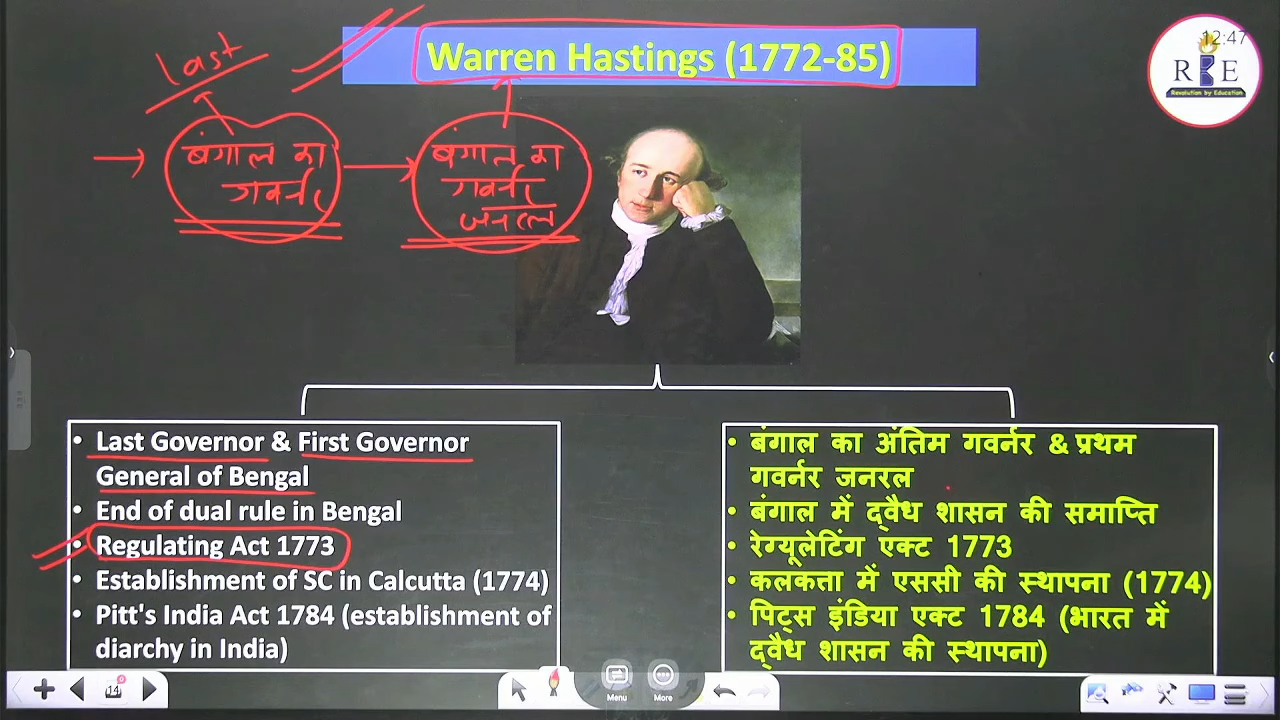 Warren Hastings (1772-85)
12:47
RBE
Revolution by Education
last
बंगाल का
गवर्नर
बंगाल का
गवर्नर
जनरल
• Last Governor & First Governor
General of Bengal
• End of dual rule in Bengal
• Regulating Act 1773
• Establishment of SC in Calcutta (1774)
• Pitt's India Act 1784 (establishment of
diarchy in India)
• बंगाल का अंतिम गवर्नर & प्रथम
गवर्नर जनरल
• बंगाल में द्वैध शासन की समाप्ति
• रेग्यूलेटिंग एक्ट 1773
• कलकत्ता में एससी की स्थापना (1774)
• पिट्स इंडिया एक्ट 1784 (भारत में
द्वैध शासन की स्थापना)
14
Menu
More